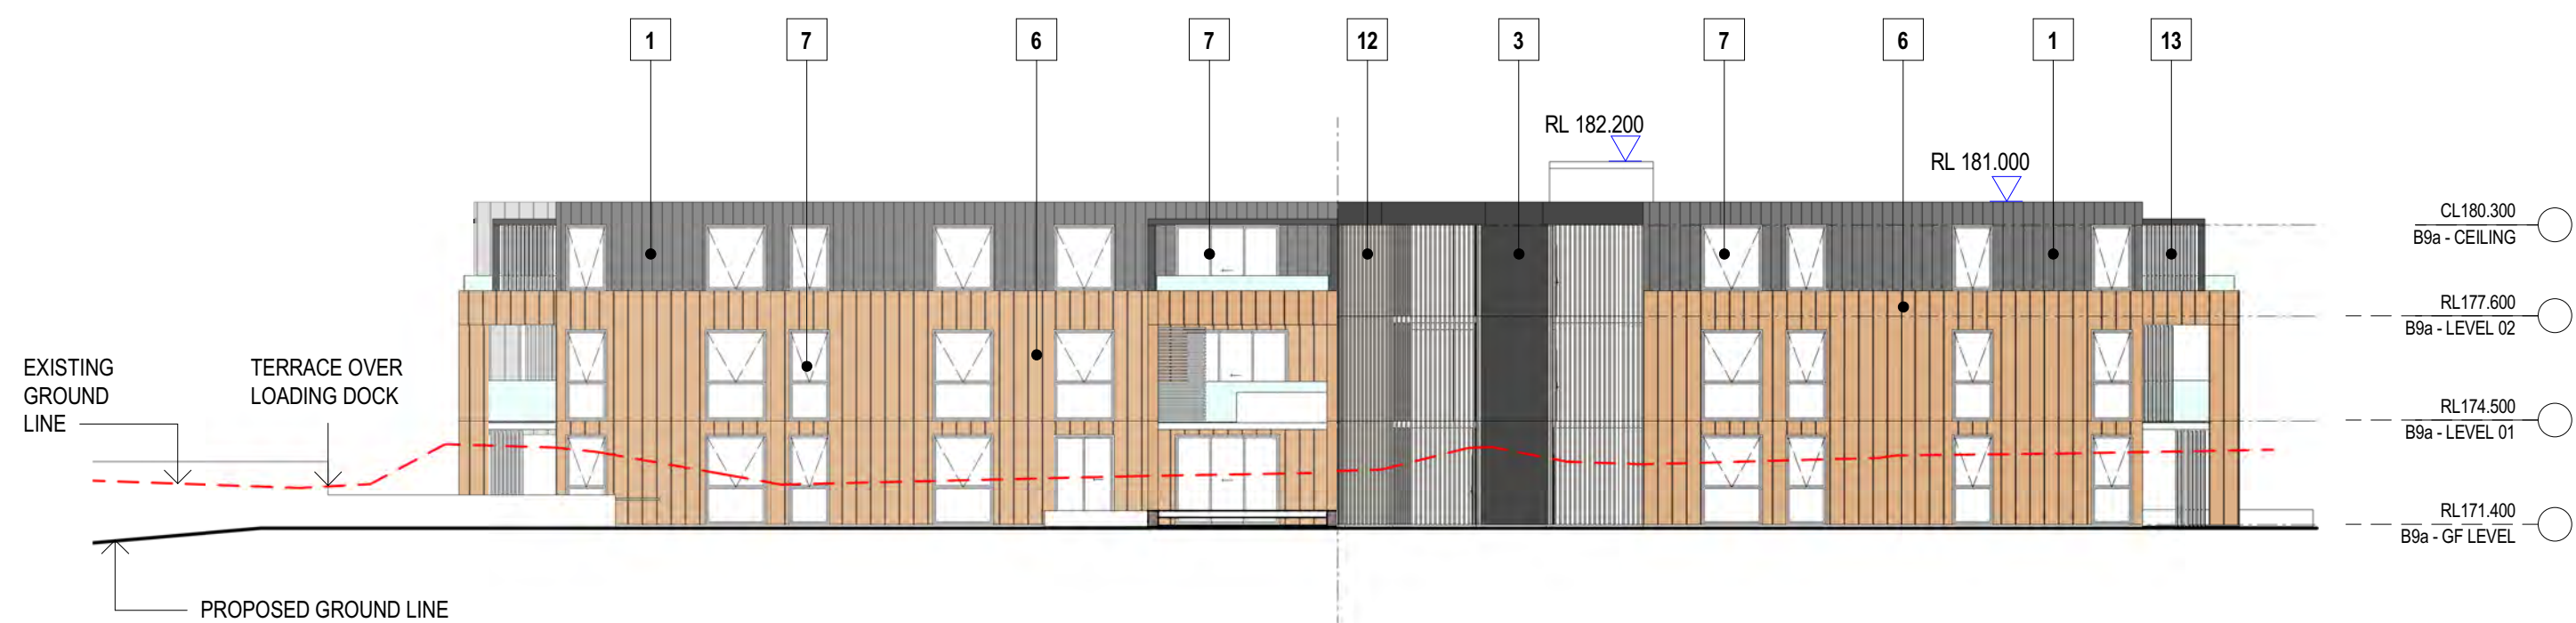 1
7
6
7
12
3
7
6
1
13
RL 182.200
RL 181.000
CL180.300
B9a - CEILING
RL177.600
B9a - LEVEL 02
EXISTING
GROUND
LINE
TERRACE OVER
LOADING DOCK
RL174.500
B9a - LEVEL 01
RL171.400
B9a - GF LEVEL
PROPOSED GROUND LINE